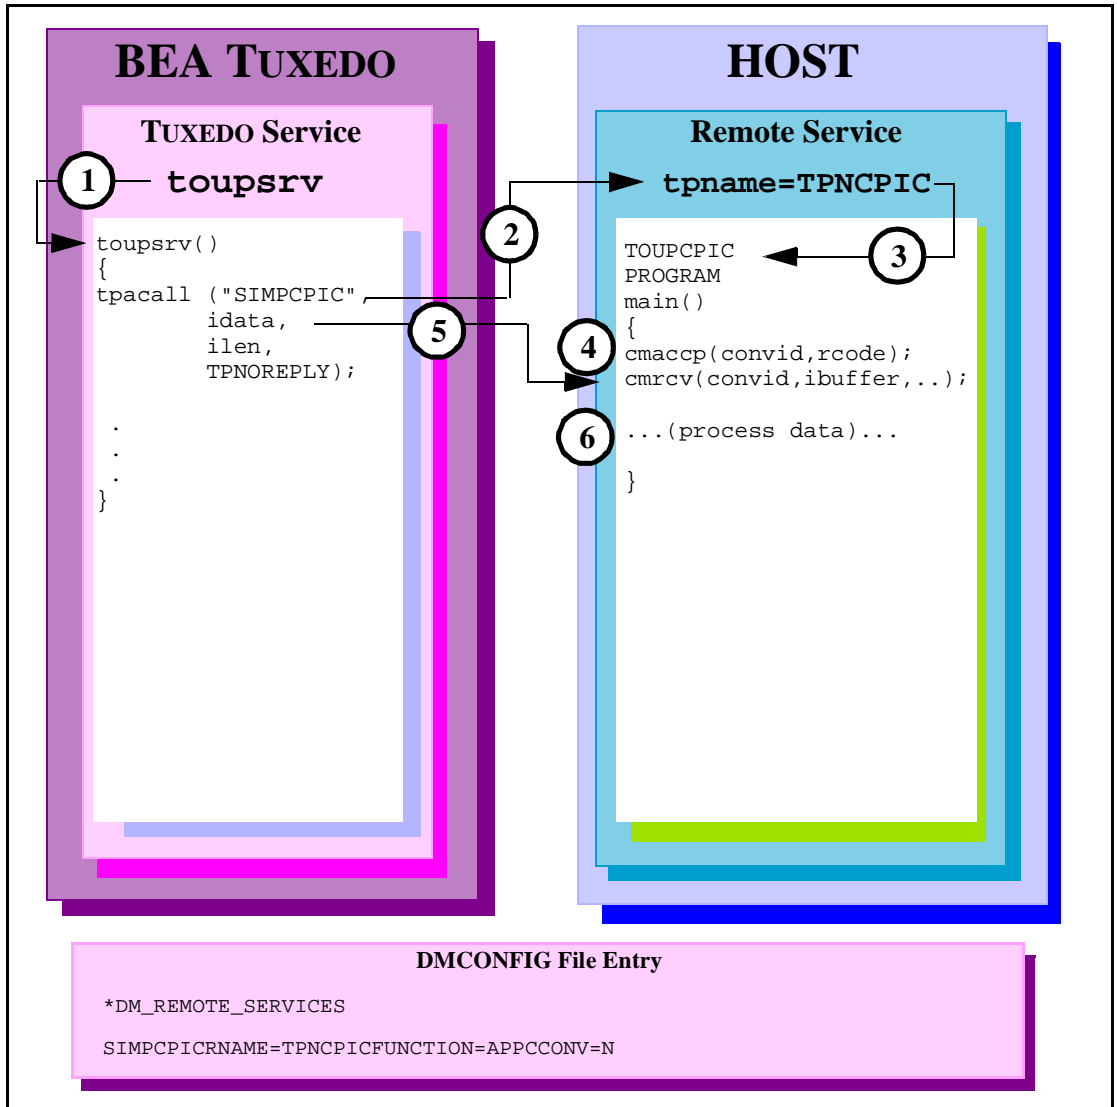 BEA TUXEDO
TUXEDO Service
1
toupsrv
toupsrv()
{
tpacall ("SIMPCPIC",
idata,
ilen,
TPNOREPLY);
.
.
.
}
2
5
HOST
Remote Service
tpname=TPNCPIC
3
TOUPCPIC
PROGRAM
main()
{
4
cmaccp(convid,rcode);
cmrcv(convid,ibuffer,..);
6
...(process data)...
}
DMCONFIG File Entry
*DM_REMOTE_SERVICES
SIMPCPICRNAME=TPNCPICFUNCTION=APPCCONV=N